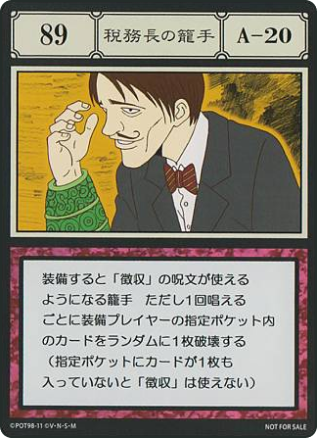 89
税務長の籠手
A-20
装備すると「徴収」の呪文が使える
ようになる籠手　ただし1回唱える
ごとに装備プレイヤーの指定ポケット内
のカードをランダムに1枚破壊する
（指定ポケットにカードが1枚も
入っていないと「徴収」は使えない）
©POT98-11 ©V・N・S・M
NOT FOR SALE